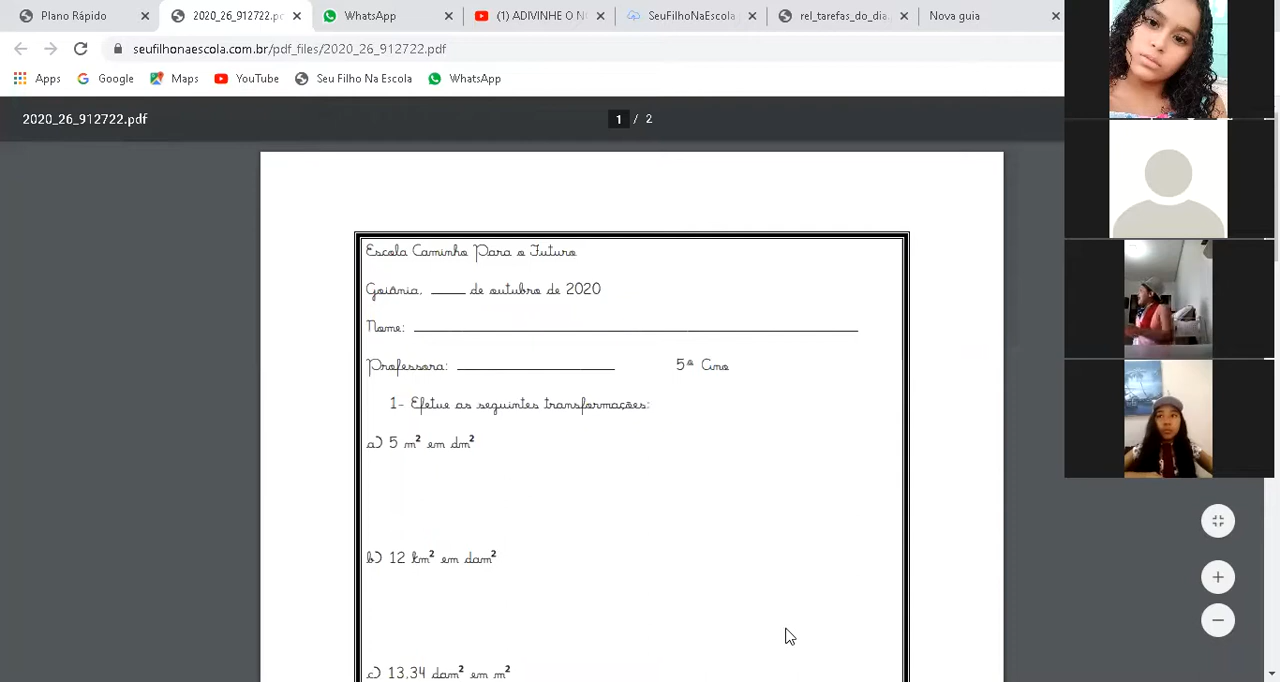 Plano Rápido
2020_26_912722.pdf
WhatsApp
(1) ADIVINHE O N
SeuFilhoNaEscola
rel_tarefas_do_dia.
Nova guia
seufilhonaescola.com.br/pdf_files/2020_26_912722.pdf
Apps Google Maps YouTube Seu Filho Na Escola WhatsApp
2020_26_912722.pdf 1 / 2
Escola Caminho Para o Futuro
Goiânia, ____ de outubro de 2020
Nome: ____
Professora: ____ 5º Ano
1- Efetue as seguintes transformações:
a) 5 m² em dm²
b) 12 km² em dam²
c) 13,34 dam² em m²